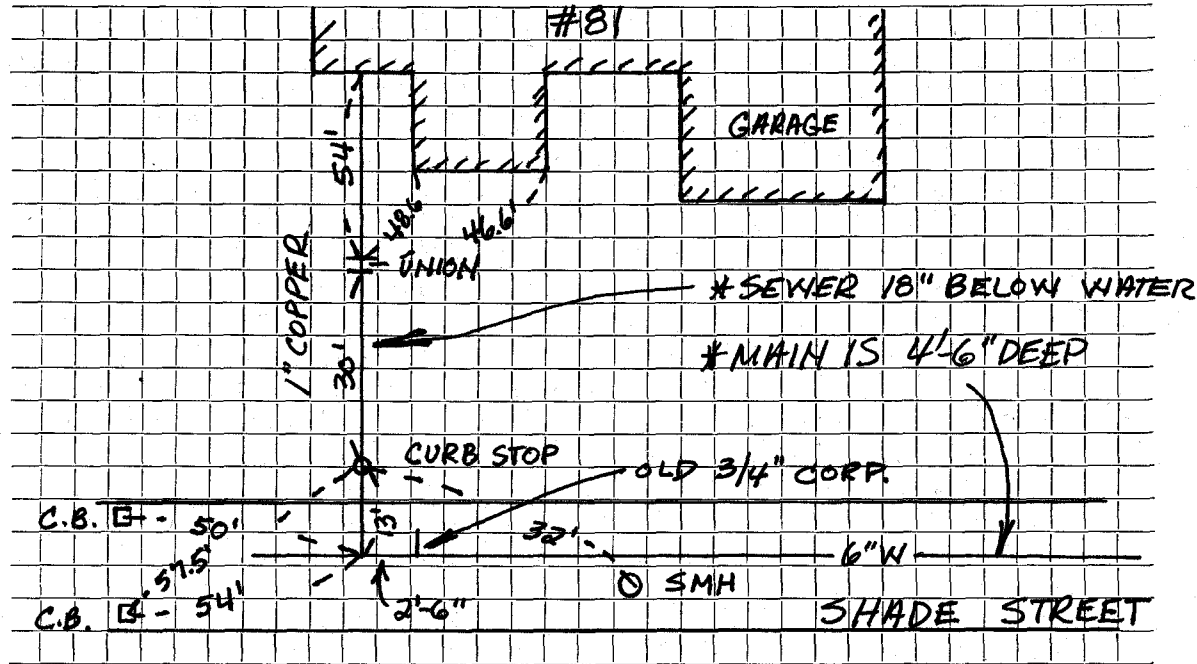 #81
GARAGE
54'
48.6'
46.6'
UNION
1" COPPER
30'
* SEWER 18" BELOW WATER
* MAIN IS 4'-6" DEEP
CURB STOP
OLD 3/4" CORP.
C.B.
50'
13'
32'
6"W
57.5'
SMH
C.B.
54'
2'-6"
SHADE STREET